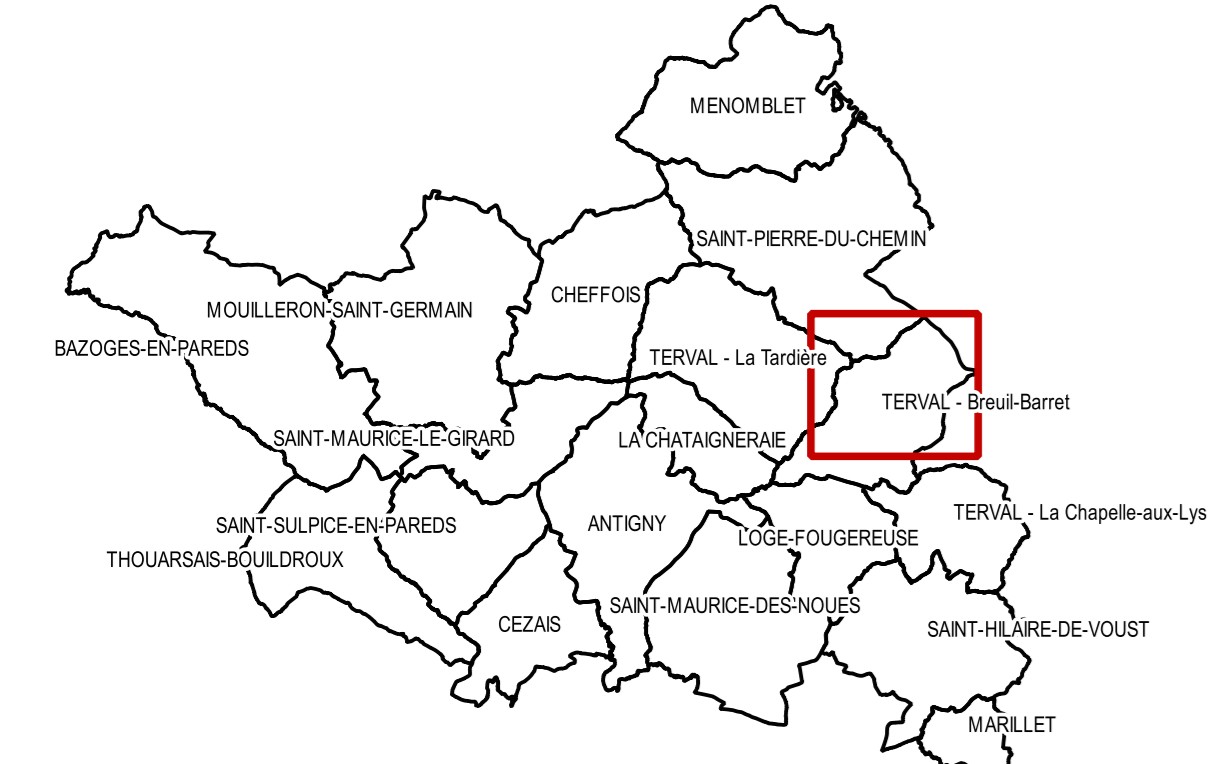 MENOMBLET
SAINT-PIERRE-DU-CHEMIN
CHEFFOIS
MOUILLERON-SAINT-GERMAIN
BAZOGES-EN-PAREDS
TERVAL - La Tardière
TERVAL - Breuil-Barret
SAINT-MAURICE-LE-GIRARD
LA CHATAIGNERAIE
TERVAL - La Chapelle-aux-Lys
SAINT-SULPICE-EN-PAREDS
ANTIGNY
LOGE-FOUGEREUSE
THOUARSAIS-BOUILDROUX
SAINT-MAURICE-DES-NOUES
CEZAIS
SAINT-HILAIRE-DE-VOUST
MARILLET